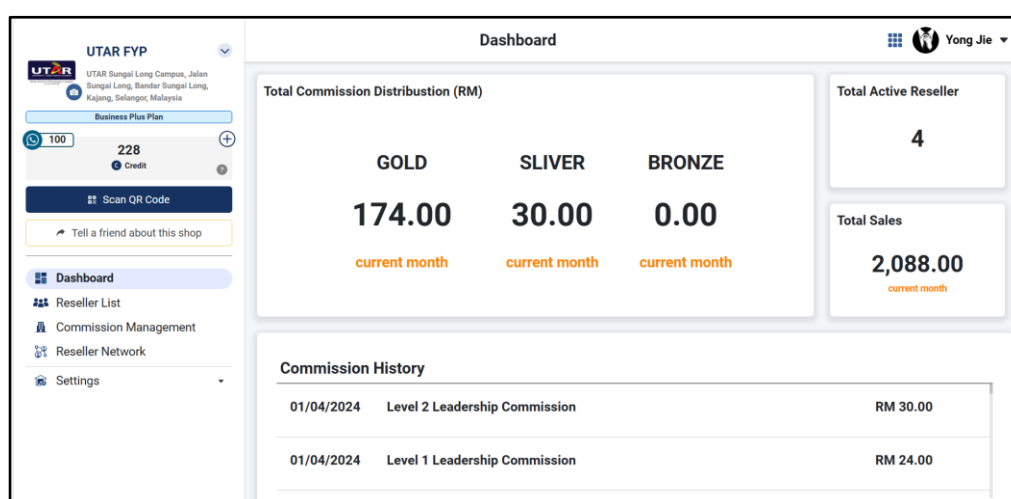 UTAR FYP
UTAR
UTAR Sungai Long Campus, Jalan
Sungai Long, Bandar Sungai Long,
Kajang, Selangor, Malaysia
Business Plus Plan
100
228
C Credit
?
Scan QR Code
Tell a friend about this shop
Dashboard
Reseller List
Commission Management
Reseller Network
Settings
Dashboard
Yong Jie
Total Commission Distribustion (RM)
GOLD SLIVER BRONZE
174.00 30.00 0.00
current month current month current month
Total Active Reseller
4
Total Sales
2,088.00
current month
Commission History
01/04/2024 Level 2 Leadership Commission RM 30.00
01/04/2024 Level 1 Leadership Commission RM 24.00